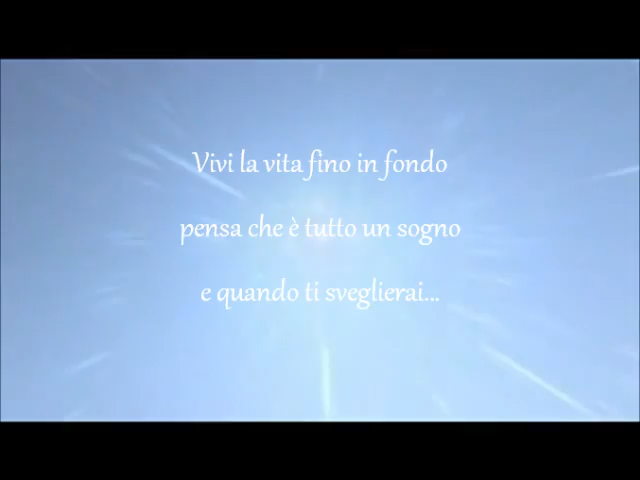 Vivi la vita fino in fondo
pensa che è tutto un sogno
e quando ti sveglierai...